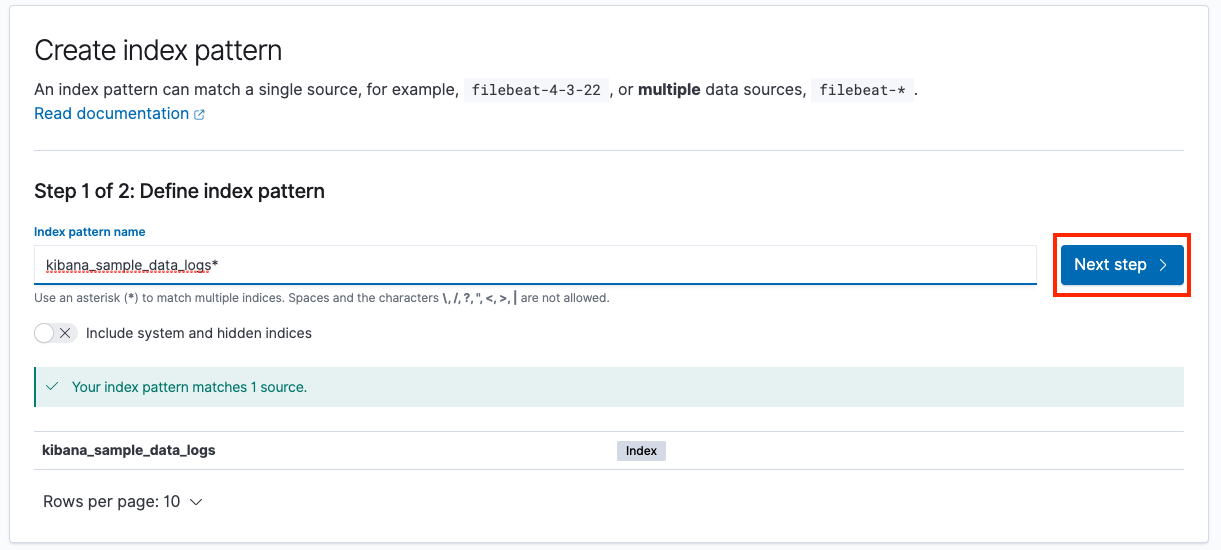 Create index pattern
An index pattern can match a single source, for example, filebeat-4-3-22 , or multiple data sources, filebeat-* .
Read documentation
Step 1 of 2: Define index pattern
Index pattern name
kibana_sample_data_logs*
Next step
Use an asterisk (*) to match multiple indices. Spaces and the characters \, /, ?, ", <, >, | are not allowed.
Include system and hidden indices
Your index pattern matches 1 source.
kibana_sample_data_logs Index
Rows per page: 10